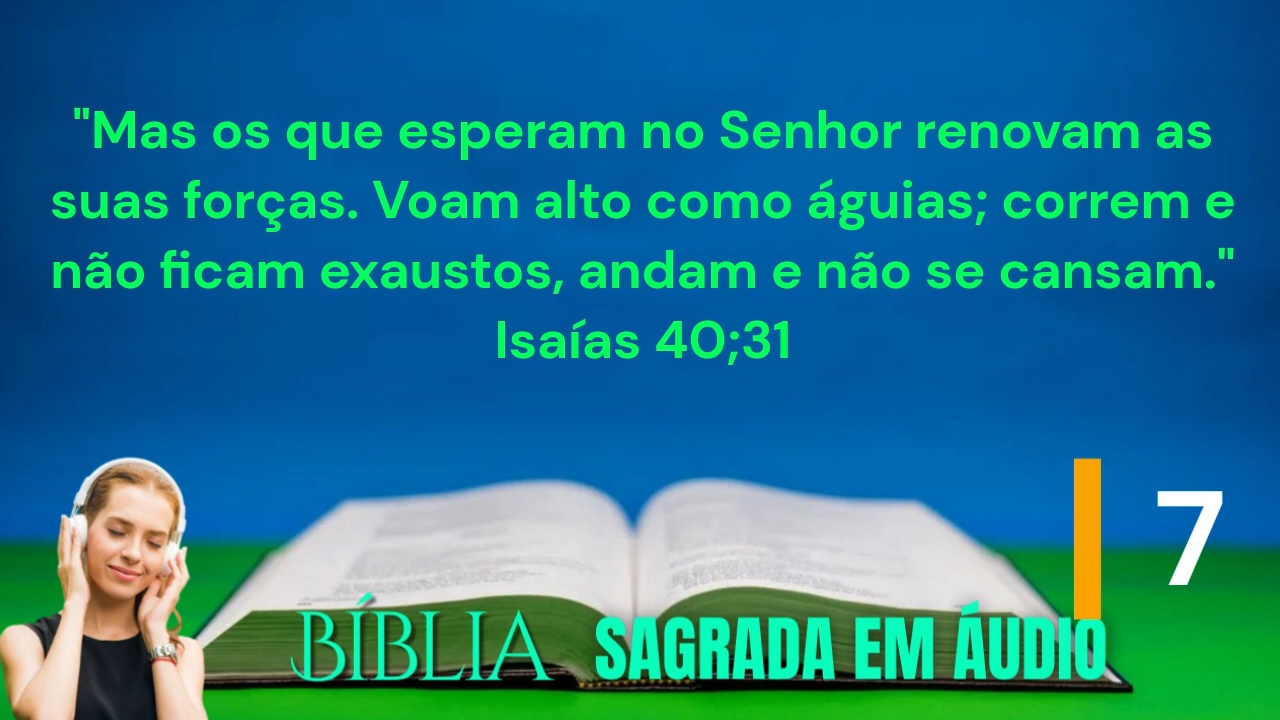 "Mas os que esperam no Senhor renovam as
suas forças. Voam alto como águias; correm e
não ficam exaustos, andam e não se cansam."
Isaías 40;31
7
BÍBLIA SAGRADA EM ÁUDIO